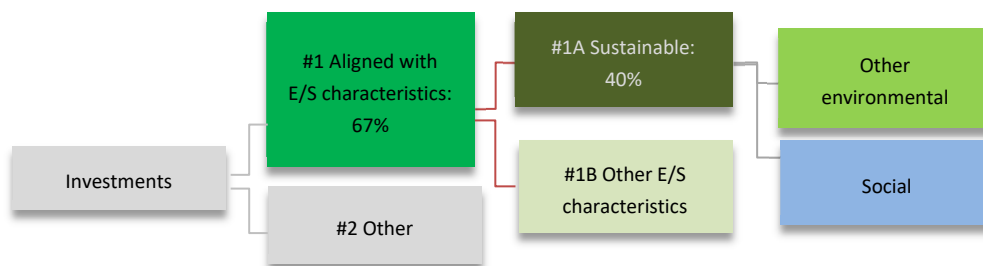 Investments
#1 Aligned with
E/S characteristics:
67%
#2 Other
#1A Sustainable:
40%
#1B Other E/S
characteristics
Other
environmental
Social